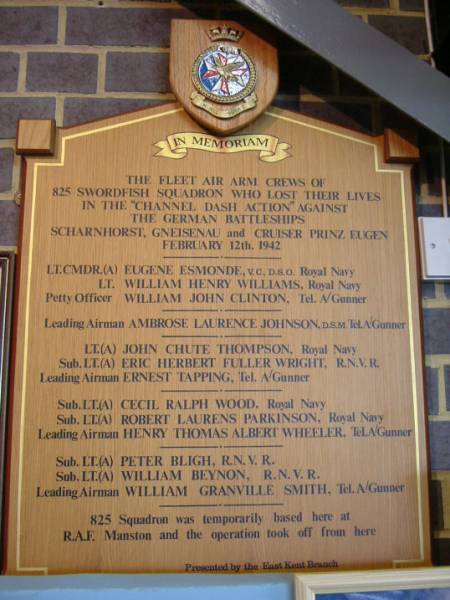 IN MEMORIAM
THE FLEET AIR ARM CREWS OF
825 SWORDFISH SQUADRON WHO LOST THEIR LIVES
IN THE "CHANNEL DASH ACTION" AGAINST
THE GERMAN BATTLESHIPS
SCHARNHORST, GNEISENAU and CRUISER PRINZ EUGEN
FEBRUARY 12th. 1942
LT.CMDR.(A) EUGENE ESMONDE, V.C., D.S.O. Royal Navy
LT. WILLIAM HENRY WILLIAMS, Royal Navy
Petty Officer WILLIAM JOHN CLINTON, Tel. A/Gunner
Leading Airman AMBROSE LAURENCE JOHNSON, D.S.M. Tel. A/Gunner
LT.(A) JOHN CHUTE THOMPSON, Royal Navy
Sub. LT.(A) ERIC HERBERT FULLER WRIGHT, R.N.V.R.
Leading Airman ERNEST TAPPING, Tel. A/Gunner
Sub. LT.(A) CECIL RALPH WOOD, Royal Navy
Sub. LT.(A) ROBERT LAURENS PARKINSON, Royal Navy
Leading Airman HENRY THOMAS ALBERT WHEELER, Tel.A/Gunner
Sub. LT.(A) PETER BLIGH, R.N.V.R.
Sub. LT.(A) WILLIAM BEYNON, R.N.V.R.
Leading Airman WILLIAM GRANVILLE SMITH, Tel. A/Gunner
825 Squadron was temporarily based here at
R.A.F. Manston and the operation took off from here
Presented by the East Kent Branch